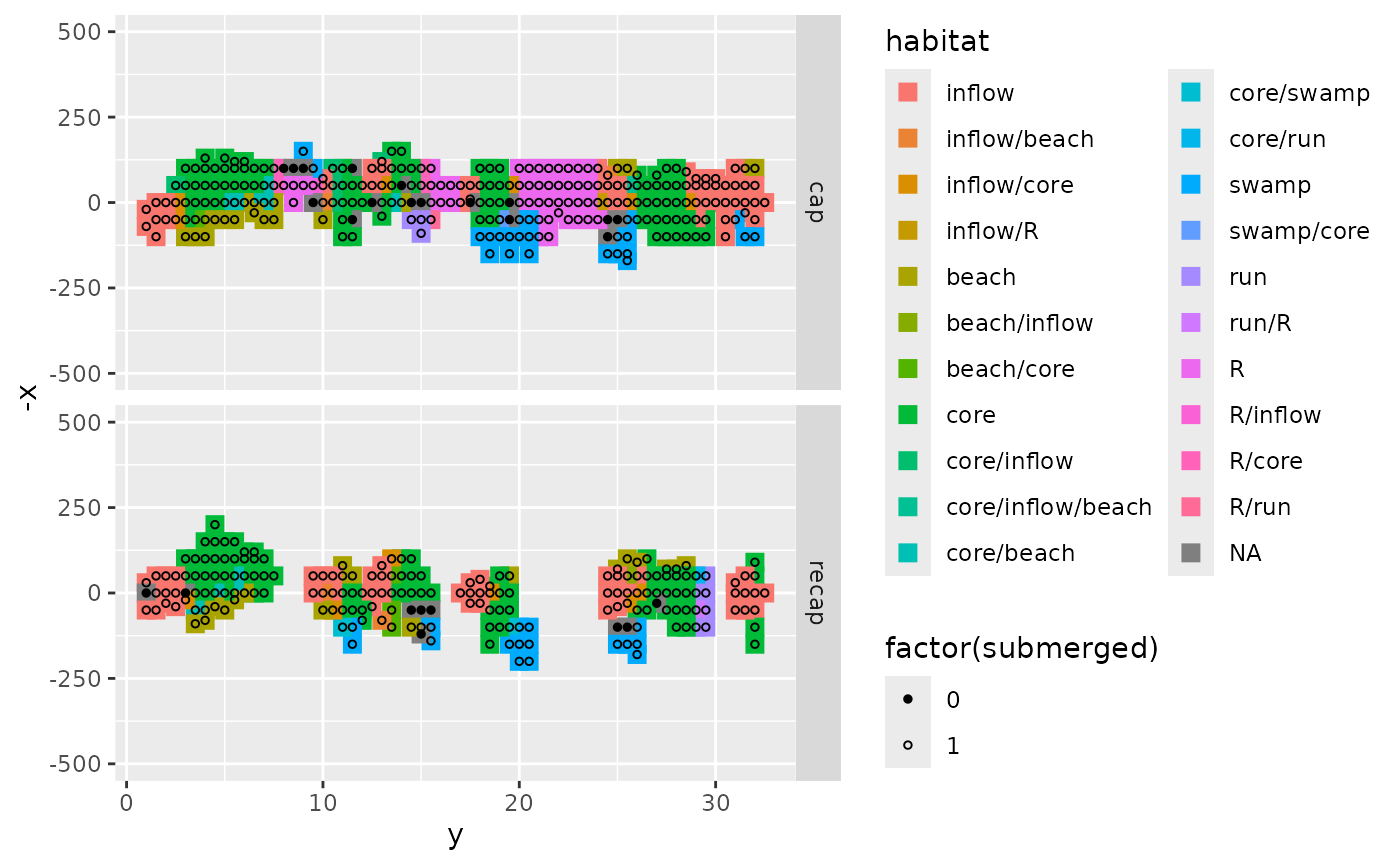 500
250
0
-250
-500
cap
500
250
0
-250
-500
recap
0
10
20
30
y
-x
habitat
inflow
inflow/beach
inflow/core
inflow/R
beach
beach/inflow
beach/core
core
core/inflow
core/inflow/beach
core/beach
core/swamp
core/run
swamp
swamp/core
run
run/R
R
R/inflow
R/core
R/run
NA
factor(submerged)
0
1